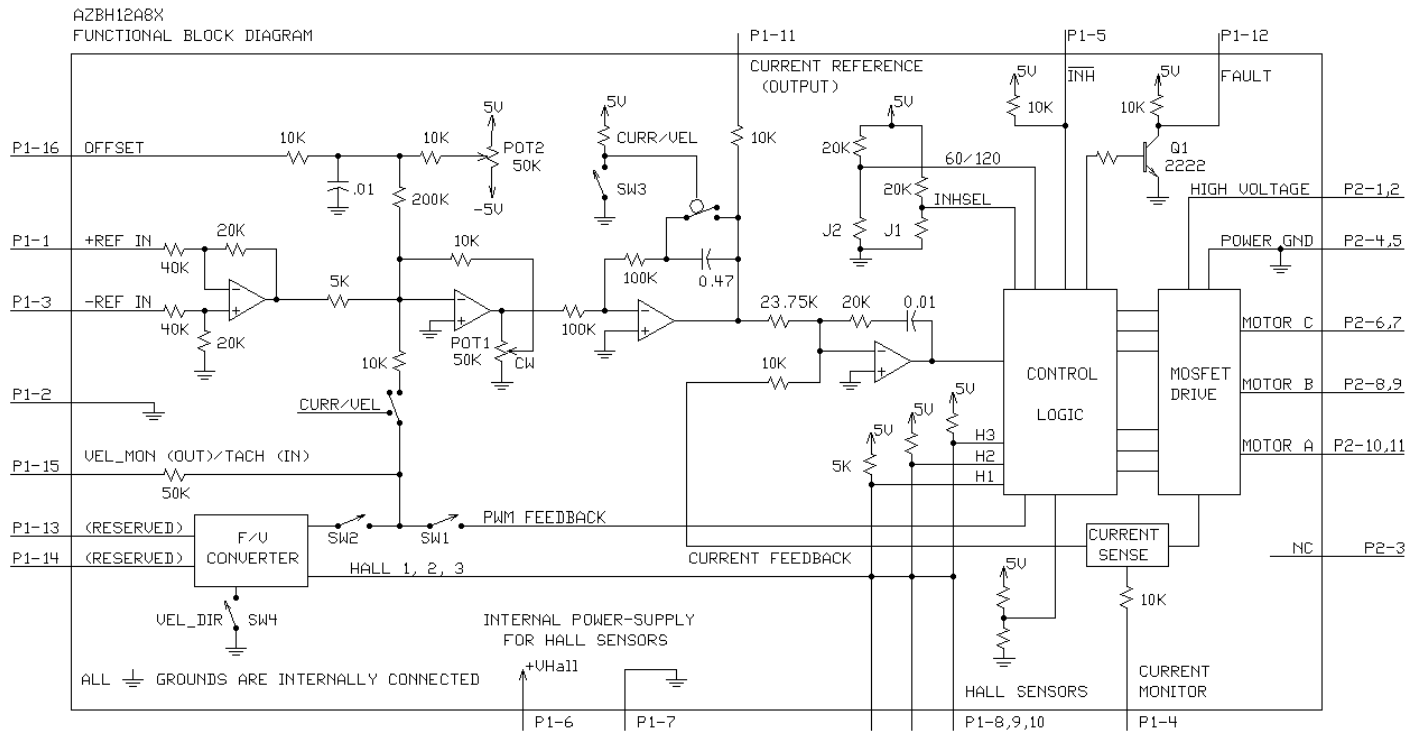 AZBH12A8X
FUNCTIONAL BLOCK DIAGRAM
P1-11
P1-5
P1-12
CURRENT REFERENCE
(OUTPUT)
5V
INH
10K
5V
FAULT
10K
Q1
2222
P1-16
OFFSET
10K
10K
5V
POT2
50K
-5V
.01
200K
5V
CURR/VEL
SW3
10K
5V
20K
60/120
20K
INHSEL
J2
J1
HIGH VOLTAGE
P2-1,2
POWER GND
P2-4,5
P1-1
+REF IN
20K
40K
P1-3
-REF IN
40K
20K
5K
10K
POT1
50K
CW
100K
100K
0.47
23.75K
20K
0.01
10K
CONTROL
LOGIC
MOSFET
DRIVE
MOTOR C
P2-6,7
MOTOR B
P2-8,9
MOTOR A
P2-10,11
10K
P1-2
CURR/VEL
5V
5V
5V
5K
H3
H2
H1
P1-15
VEL_MON (OUT)/TACH (IN)
50K
P1-13
(RESERVED)
P1-14
(RESERVED)
F/V
CONVERTER
SW2
SW1
PWM FEEDBACK
CURRENT FEEDBACK
CURRENT
SENSE
NC
P2-3
HALL 1, 2, 3
5V
10K
VEL_DIR
SW4
INTERNAL POWER-SUPPLY
FOR HALL SENSORS
+VHall
ALL GROUNDS ARE INTERNALLY CONNECTED
HALL SENSORS
CURRENT
MONITOR
P1-6
P1-7
P1-8,9,10
P1-4